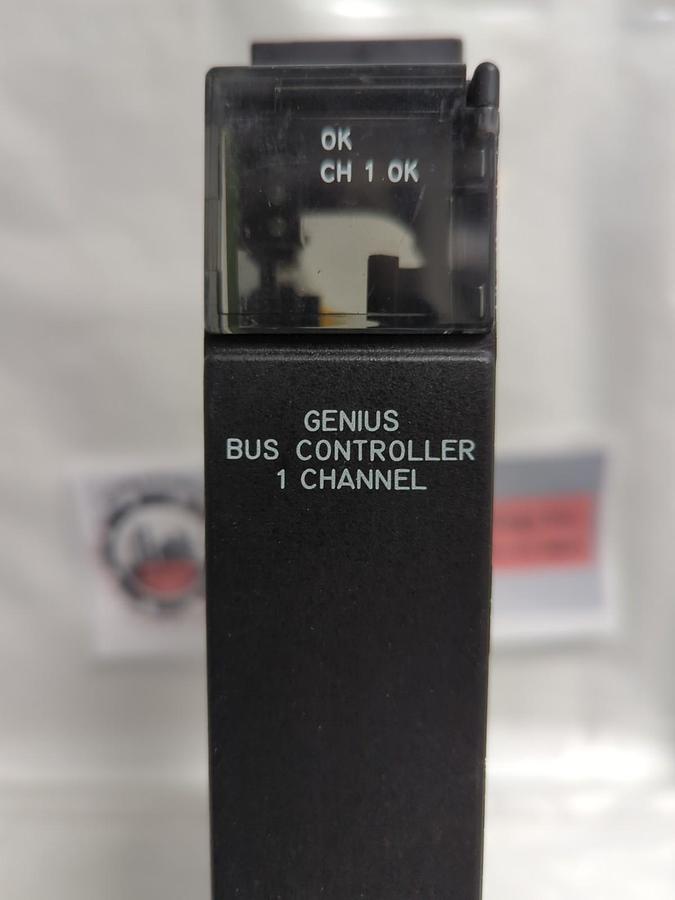 OK
CH 1 OK
GENIUS
BUS CONTROLLER
1 CHANNEL